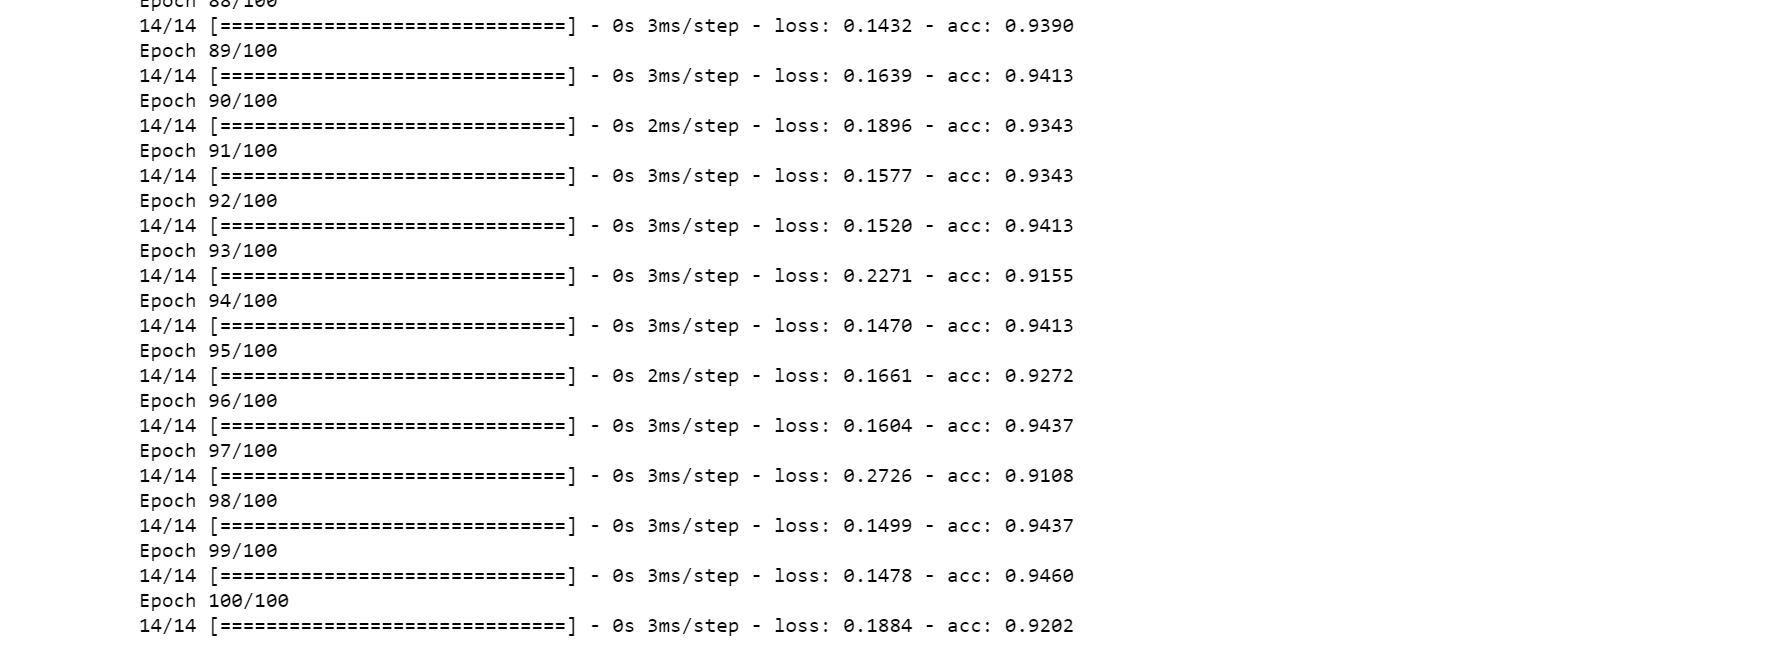 Epoch 88/100
14/14 [==============================] - 0s 3ms/step - loss: 0.1432 - acc: 0.9390
Epoch 89/100
14/14 [==============================] - 0s 3ms/step - loss: 0.1639 - acc: 0.9413
Epoch 90/100
14/14 [==============================] - 0s 2ms/step - loss: 0.1896 - acc: 0.9343
Epoch 91/100
14/14 [==============================] - 0s 3ms/step - loss: 0.1577 - acc: 0.9343
Epoch 92/100
14/14 [==============================] - 0s 3ms/step - loss: 0.1520 - acc: 0.9413
Epoch 93/100
14/14 [==============================] - 0s 3ms/step - loss: 0.2271 - acc: 0.9155
Epoch 94/100
14/14 [==============================] - 0s 3ms/step - loss: 0.1470 - acc: 0.9413
Epoch 95/100
14/14 [==============================] - 0s 2ms/step - loss: 0.1661 - acc: 0.9272
Epoch 96/100
14/14 [==============================] - 0s 3ms/step - loss: 0.1604 - acc: 0.9437
Epoch 97/100
14/14 [==============================] - 0s 3ms/step - loss: 0.2726 - acc: 0.9108
Epoch 98/100
14/14 [==============================] - 0s 3ms/step - loss: 0.1499 - acc: 0.9437
Epoch 99/100
14/14 [==============================] - 0s 3ms/step - loss: 0.1478 - acc: 0.9460
Epoch 100/100
14/14 [==============================] - 0s 3ms/step - loss: 0.1884 - acc: 0.9202